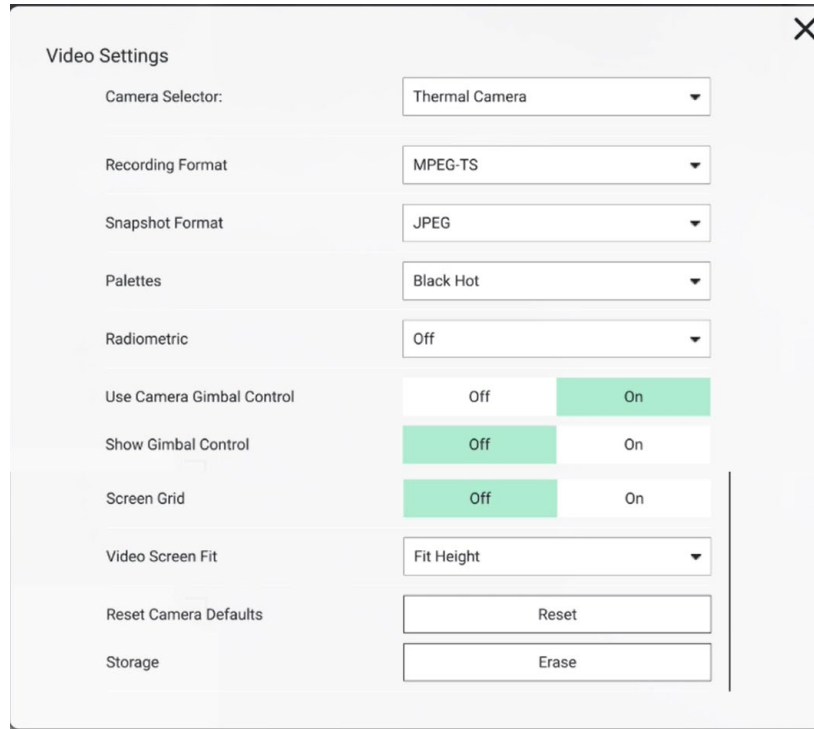 Video Settings
Camera Selector: Thermal Camera
Recording Format MPEG-TS
Snapshot Format JPEG
Palettes Black Hot
Radiometric Off
Use Camera Gimbal Control Off On
Show Gimbal Control Off On
Screen Grid Off On
Video Screen Fit Fit Height
Reset Camera Defaults Reset
Storage Erase